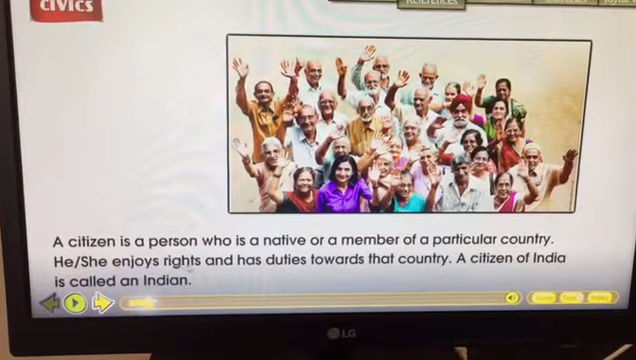 CIVICS
References
A citizen is a person who is a native or a member of a particular country.
He/She enjoys rights and has duties towards that country. A citizen of India
is called an Indian.
LG